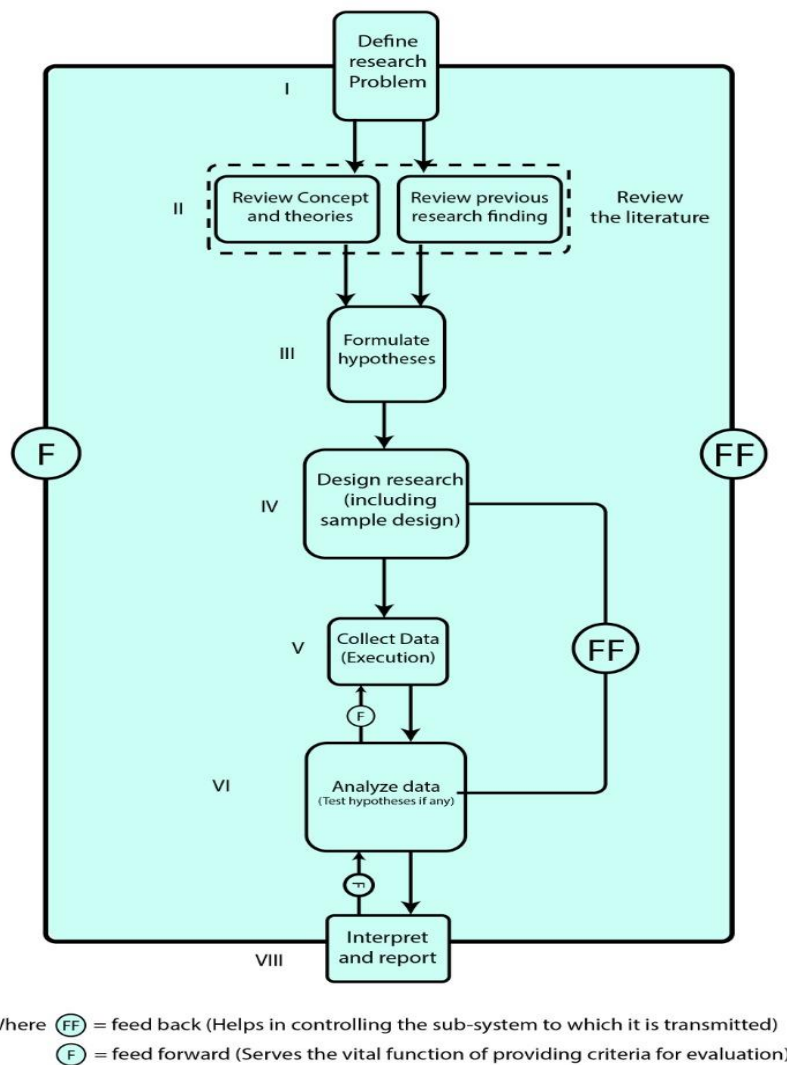 Define
research
Problem
I
II
Review Concept
and theories
Review previous
research finding
Review
the literature
III
Formulate
hypotheses
F
FF
IV
Design research
(including
sample design)
V
Collect Data
(Execution)
FF
F
VI
Analyze data
(Test hypotheses if any)
F
VIII
Interpret
and report
here FF = feed back (Helps in controlling the sub-system to which it is transmitted)
F = feed forward (Serves the vital function of providing criteria for evaluation)